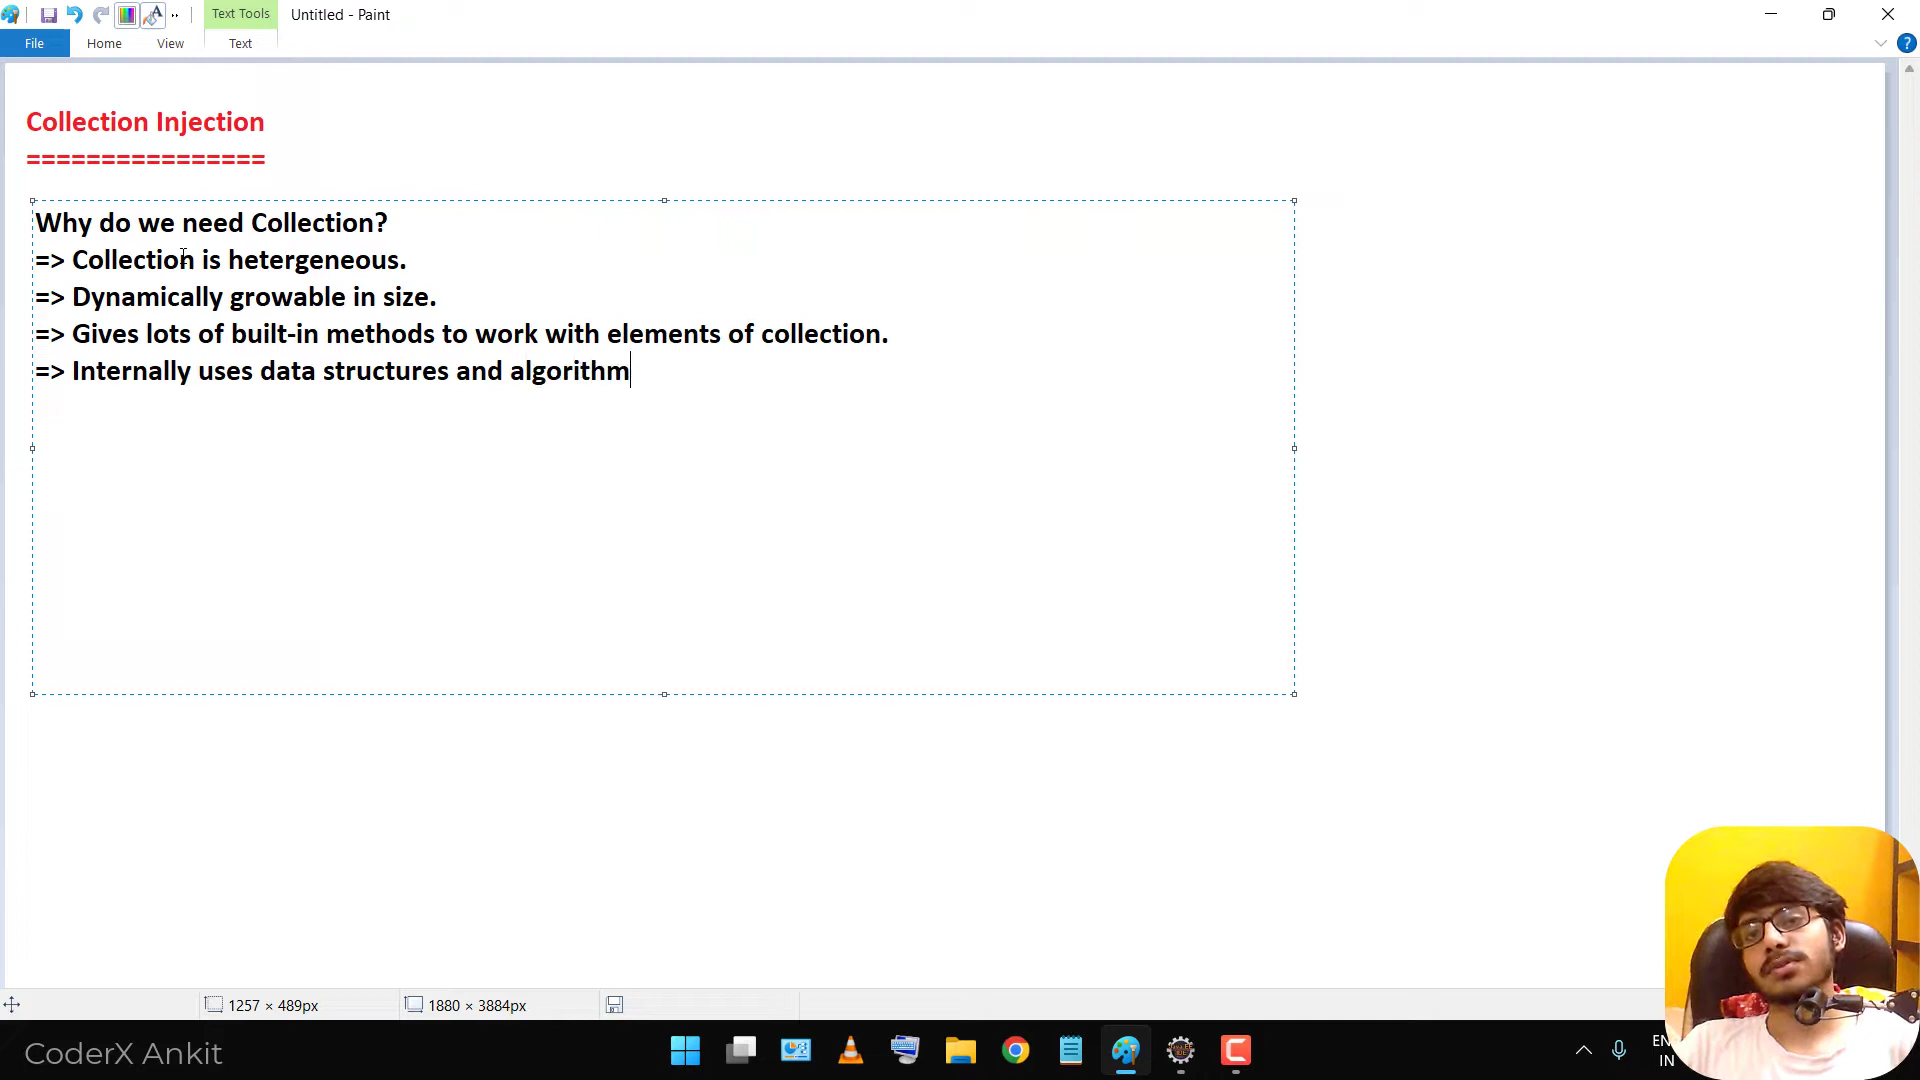 Text Tools
Untitled - Paint
File
Home
View
Text
?
Collection Injection
================
Why do we need Collection?
=> Collection is hetergeneous.
=> Dynamically growable in size.
=> Gives lots of built-in methods to work with elements of collection.
=> Internally uses data structures and algorithm
1257 × 489px
1880 × 3884px
CoderX Ankit
IN